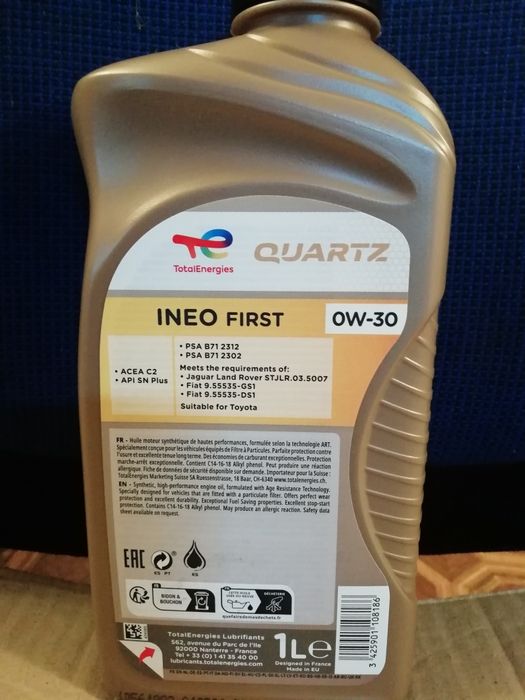 TotalEnergies
QUARTZ
INEO FIRST
0W-30
• ACEA C2
• API SN Plus
• PSA B71 2312
• PSA B71 2302
Meets the requirements of:
• Jaguar Land Rover STJLR.03.5007
• Fiat 9.55535-GS1
• Fiat 9.55535-DS1
Suitable for Toyota
FR - Huile moteur synthétique de hautes performances, formulée selon la technologie ART.
Spécialement conçue pour les véhicules équipés de Filtre à Particules. Parfaite protection contre
l'usure et excellente tenue long terme. Des économies de carburant exceptionnelles. Protection
marche-arrêt exceptionnelle. Contient C14-16-18 Alkyl phenol. Peut produire une réaction
allergique. Fiche de données de sécurité disponible sur demande. Importateur pour la Suisse :
TotalEnergies Marketing Suisse SA Ruessenstrasse, 18 Baar, CH-6340 www.totalenergies.ch.
EN - Synthetic, high-performance engine oil, formulated with Age Resistance Technology.
Specially designed for vehicles that are fitted with a particulate filter. Offers perfect wear
protection and excellent durability. Exceptional Fuel Saving properties. Excellent stop-start
protection. Contains C14-16-18 Alkyl phenol. May produce an allergic reaction. Safety data
sheet available on request.
EAC
ES - PT
ES
FR
BIDON &
BOUCHON
CETTE HUILE
DÉCHÈTERIE
quefairedemesdechets.fr
TotalEnergies Lubrifiants
562, avenue du Parc de l'Ile
92000 Nanterre - France
Tel + 33 (0) 1 41 35 40 00
lubricants.totalenergies.com
1L e
Designed in France
Made in EU
3 425901 108186